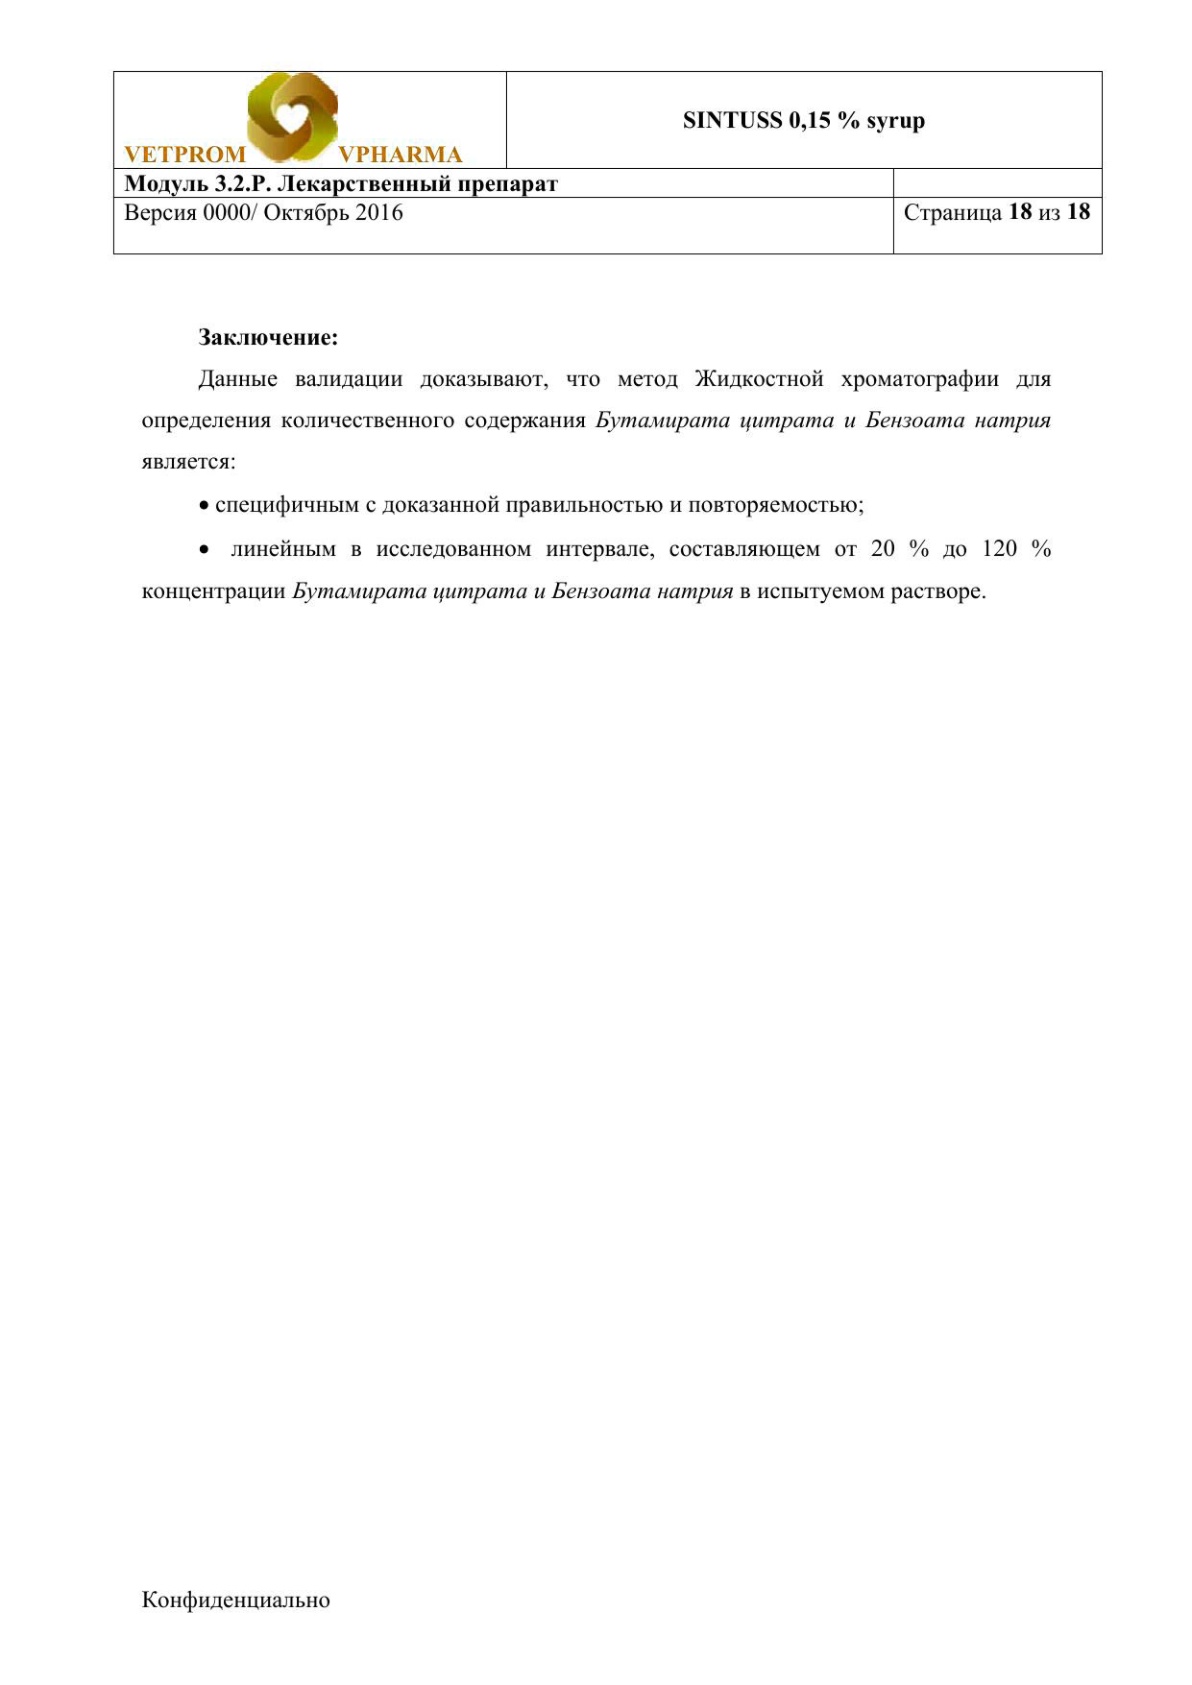 VETPROM VPHARMA
SINTUSS 0,15 % syrup
Модуль 3.2.Р. Лекарственный препарат
Версия 0000/ Октябрь 2016
Страница 18 из 18
Заключение:
Данные валидации доказывают, что метод Жидкостной хроматографии для
определения количественного содержания Бутамирата цитрата и Бензоата натрия
является:
• специфичным с доказанной правильностью и повторяемостью;
• линейным в исследованном интервале, составляющем от 20 % до 120 %
концентрации Бутамирата цитрата и Бензоата натрия в испытуемом растворе.
Конфиденциально